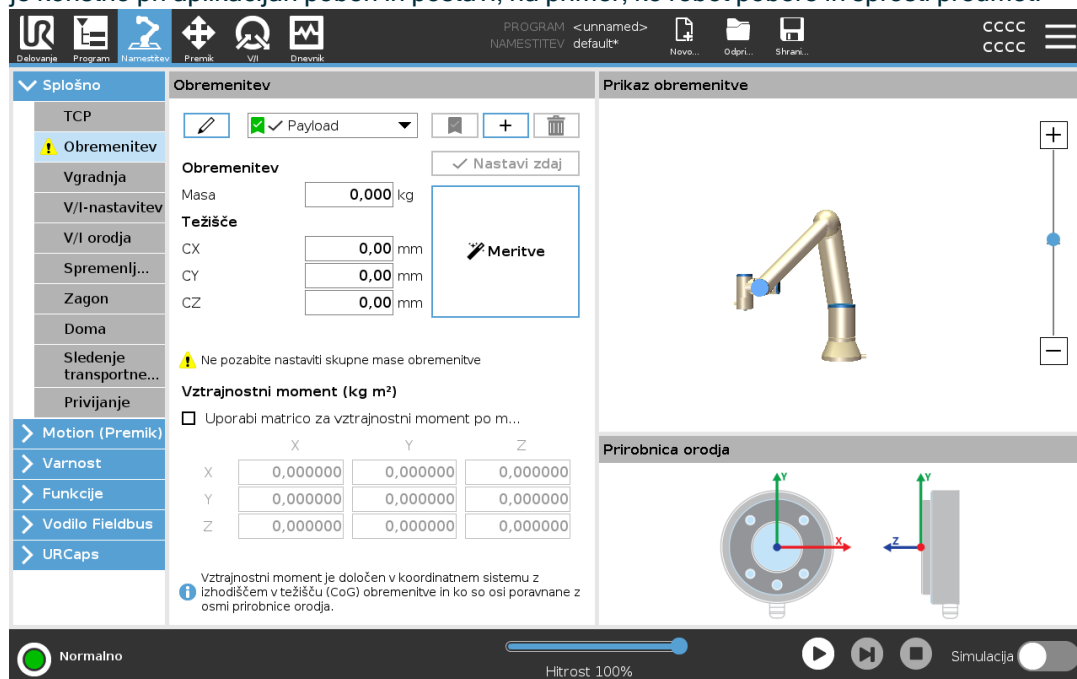 je koristno pri aplikacijah poberi in postavi, na primer, ko robot pobere in sprosti predmet.
PROGRAM <unnamed>
NAMESTITEV default*
Delovanje Program Namestitev Premik V/I Dnevnik
Novo... Odpri... Shrani...
cccc
cccc
Splošno
TCP
Obremenitev
Vgradnja
V/I-nastavitev
V/I orodja
Spremenlj...
Zagon
Doma
Sledenje
transportne...
Privijanje
Motion (Premik)
Varnost
Funkcije
Vodilo Fieldbus
URCaps
Obremenitev
Payload
Nastavi zdaj
Obremenitev
Masa 0,000 kg
Težišče
CX 0,00 mm
CY 0,00 mm
CZ 0,00 mm
Meritve
Ne pozabite nastaviti skupne mase obremenitve
Vztrajnostni moment (kg m²)
Uporabi matrico za vztrajnostni moment po m...
X Y Z
X 0,000000 0,000000 0,000000
Y 0,000000 0,000000 0,000000
Z 0,000000 0,000000 0,000000
Vztrajnostni moment je določen v koordinatnem sistemu z
izhodiščem v težišču (CoG) obremenitve in ko so osi poravnane z
osmi prirobnice orodja.
Prikaz obremenitve
Prirobnica orodja
Y
X
Y
Z
Normalno
Hitrost 100%
Simulacija